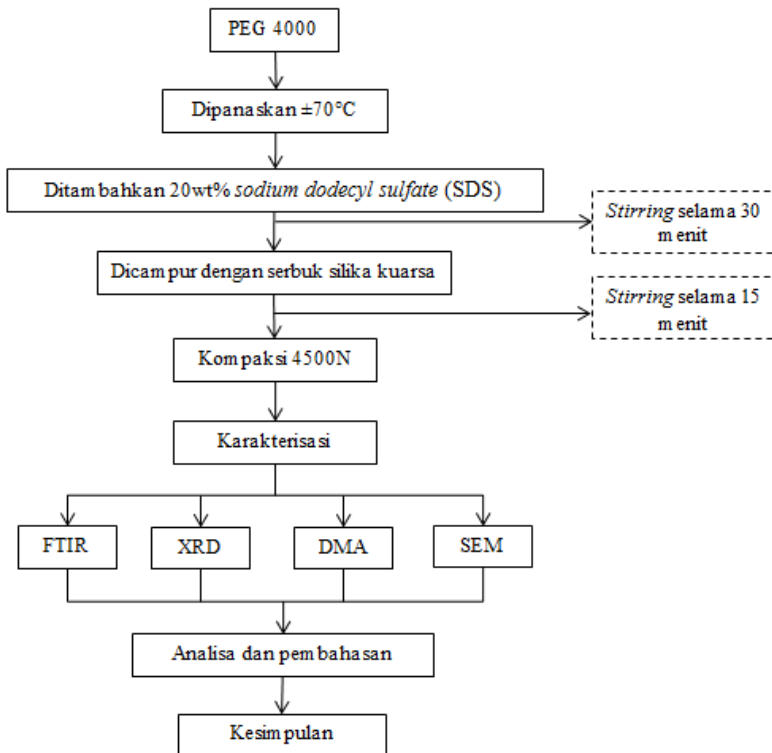 PEG 4000
Dipanaskan ±70°C
Ditambahkan 20wt% sodium dodecyl sulfate (SDS)
Stirring selama 30
menit
Dicampur dengan serbuk silika kuarsa
Stirring selama 15
menit
Kompaksi 4500N
Karakterisasi
FTIR
XRD
DMA
SEM
Analisa dan pembahasan
Kesimpulan